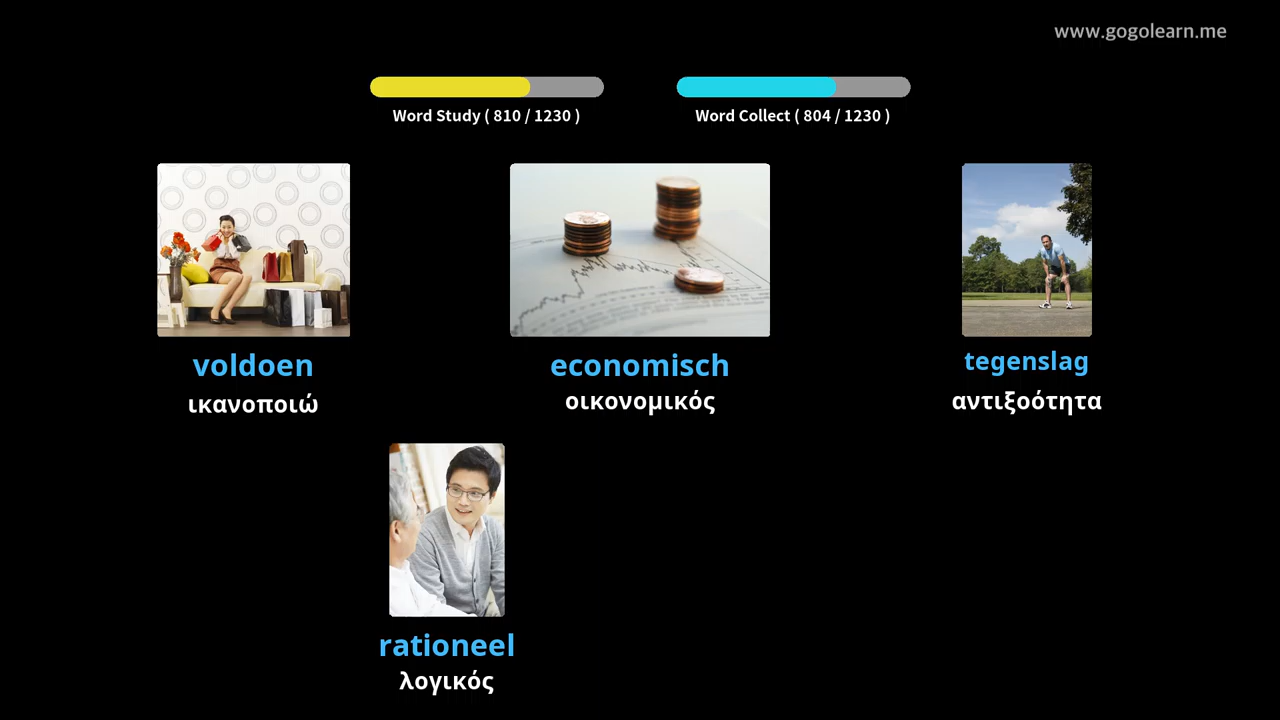 www.gogolearn.me
Word Study ( 810 / 1230 )
Word Collect ( 804 / 1230 )
voldoen
ικανοποιώ
economisch
οικονομικός
tegenslag
αντιξοότητα
rationeel
λογικός